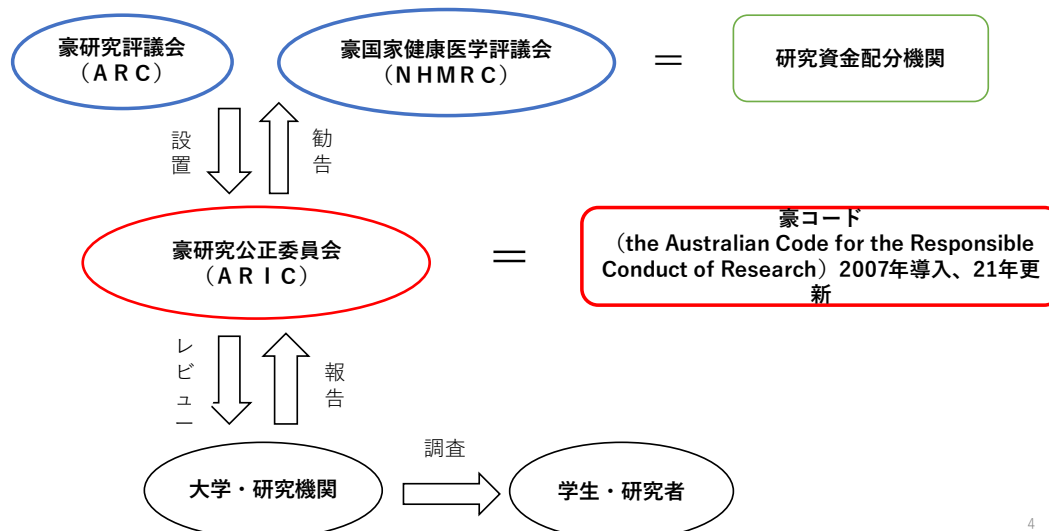 豪研究評議会
（ＡＲＣ）
豪国家健康医学評議会
（ＮＨＭＲＣ）
＝
研究資金配分機関
設置
勧告
豪研究公正委員会
（ＡＲＩＣ）
＝
豪コード
（the Australian Code for the Responsible
Conduct of Research）2007年導入、21年更
新
レビュー
報告
大学・研究機関
調査
学生・研究者
4